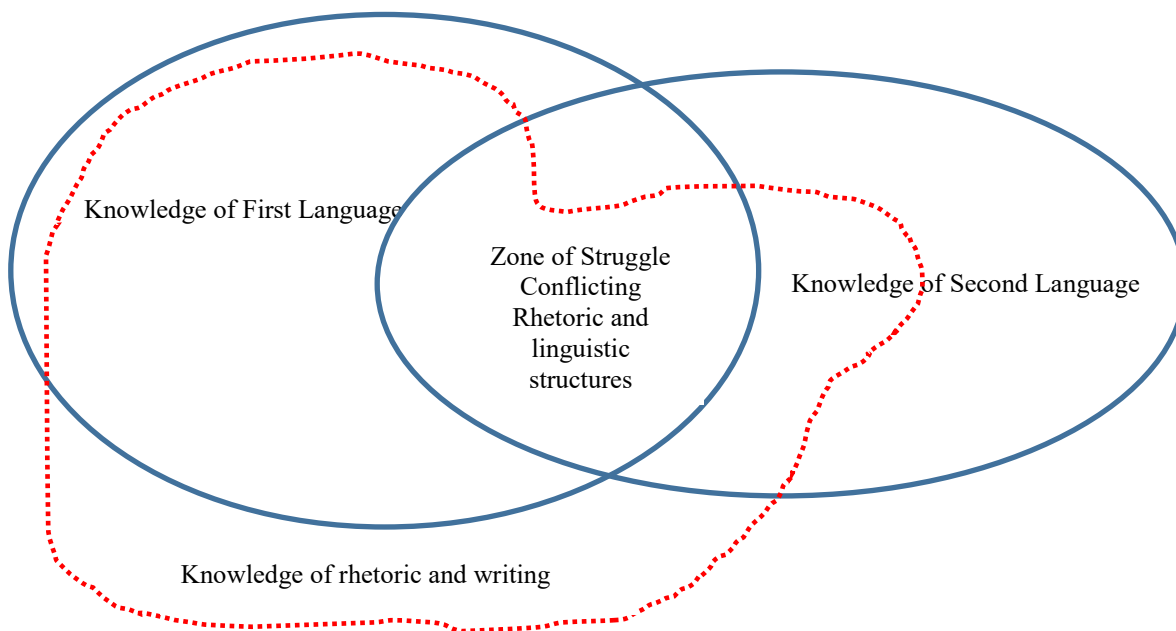 Knowledge of First Language
Zone of Struggle
Conflicting
Rhetoric and
linguistic
structures
Knowledge of Second Language
Knowledge of rhetoric and writing